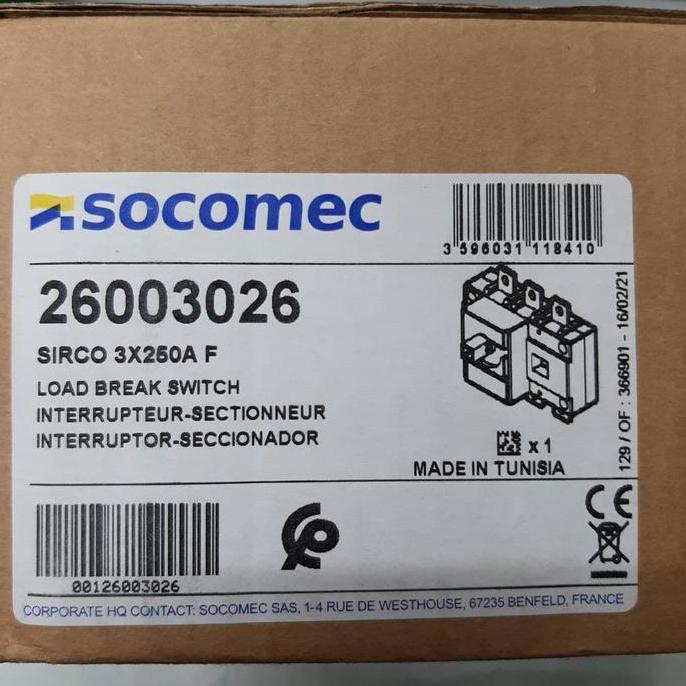 socomec
3 596031 118410
26003026
SIRCO 3X250A F
LOAD BREAK SWITCH
INTERRUPTEUR-SECTIONNEUR
INTERRUPTOR-SECCIONADOR
x 1
MADE IN TUNISIA
129 / OF : 366901 - 16/02/21
00126003026
CE
CORPORATE HQ CONTACT: SOCOMEC SAS, 1-4 RUE DE WESTHOUSE, 67235 BENFELD, FRANCE